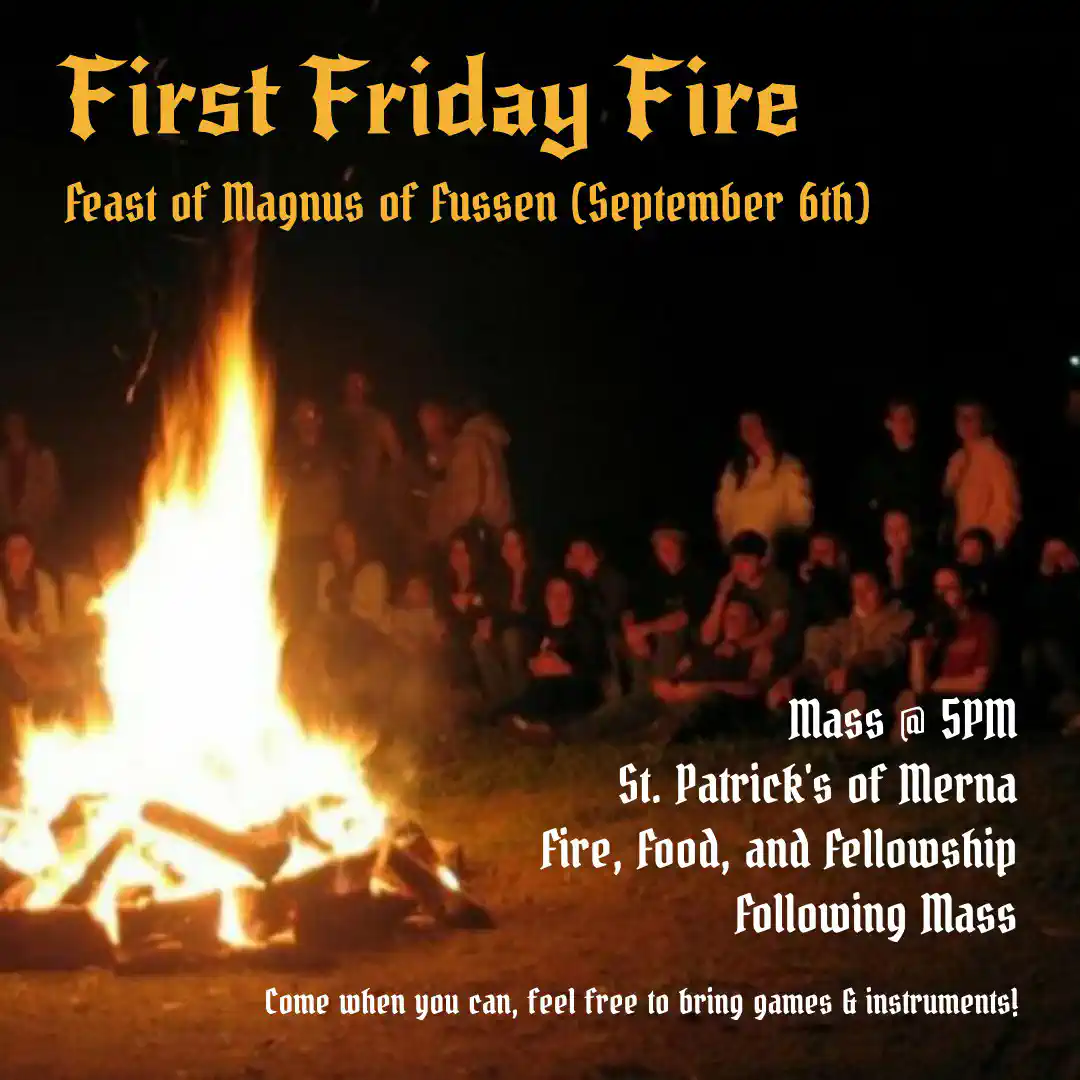 First Friday Fire
Feast of Magnus of Fussen (September 6th)
Mass @ 5PM
St. Patrick's of Merna
Fire, Food, and Fellowship
Following Mass
Come when you can, feel free to bring games & instruments!